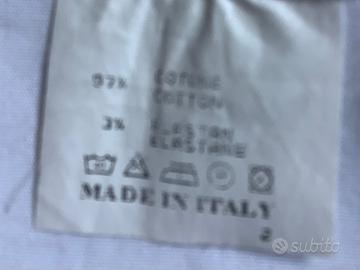 97% COTONE
COTTON
3% ELASTAN
ELASTANE
MADE IN ITALY
2
subito